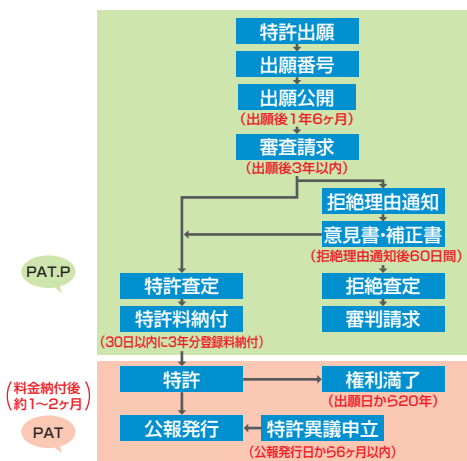 特許出願
出願番号
出願公開
（出願後1年6ヶ月）
審査請求
（出願後3年以内）
拒絶理由通知
意見書・補正書
（拒絶理由通知後60日間）
PAT.P
特許査定
拒絶査定
特許料納付
審判請求
（30日以内に3年分登録料納付）
（料金納付後
約1～2ヶ月）
特許
権利満了
（出願日から20年）
PAT
公報発行
特許異議申立
（公報発行日から6ヶ月以内）